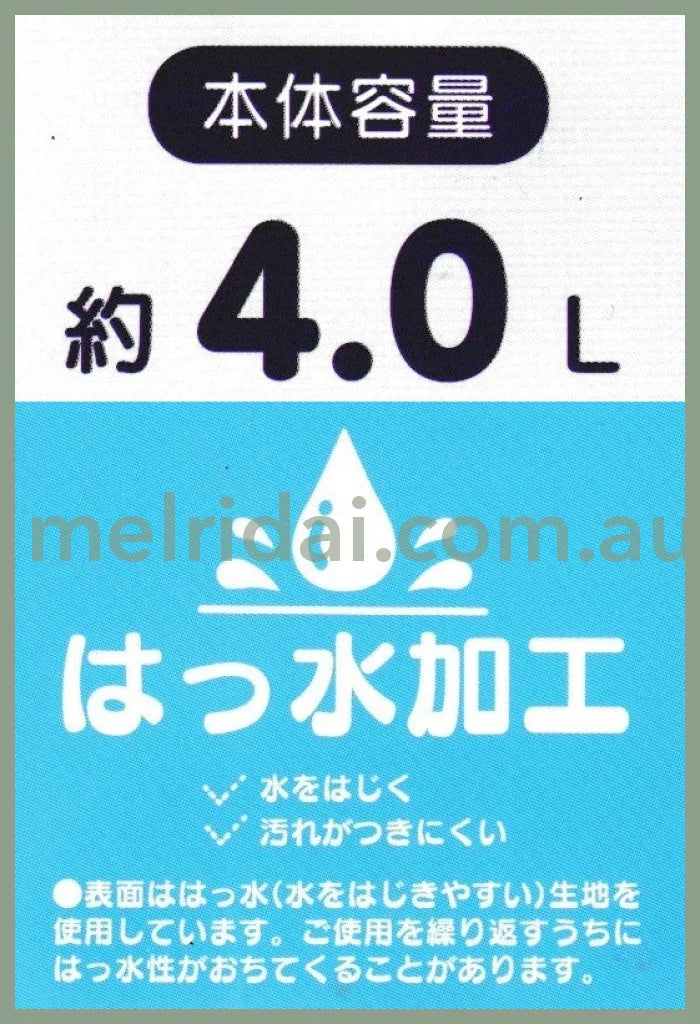 本体容量
約4.0L
melridai.com.au
はっ水加工
水をはじく
汚れがつきにくい
●表面ははっ水(水をはじきやすい)生地を
使用しています。ご使用を繰り返すうちに
はっ水性がおちてくることがあります。